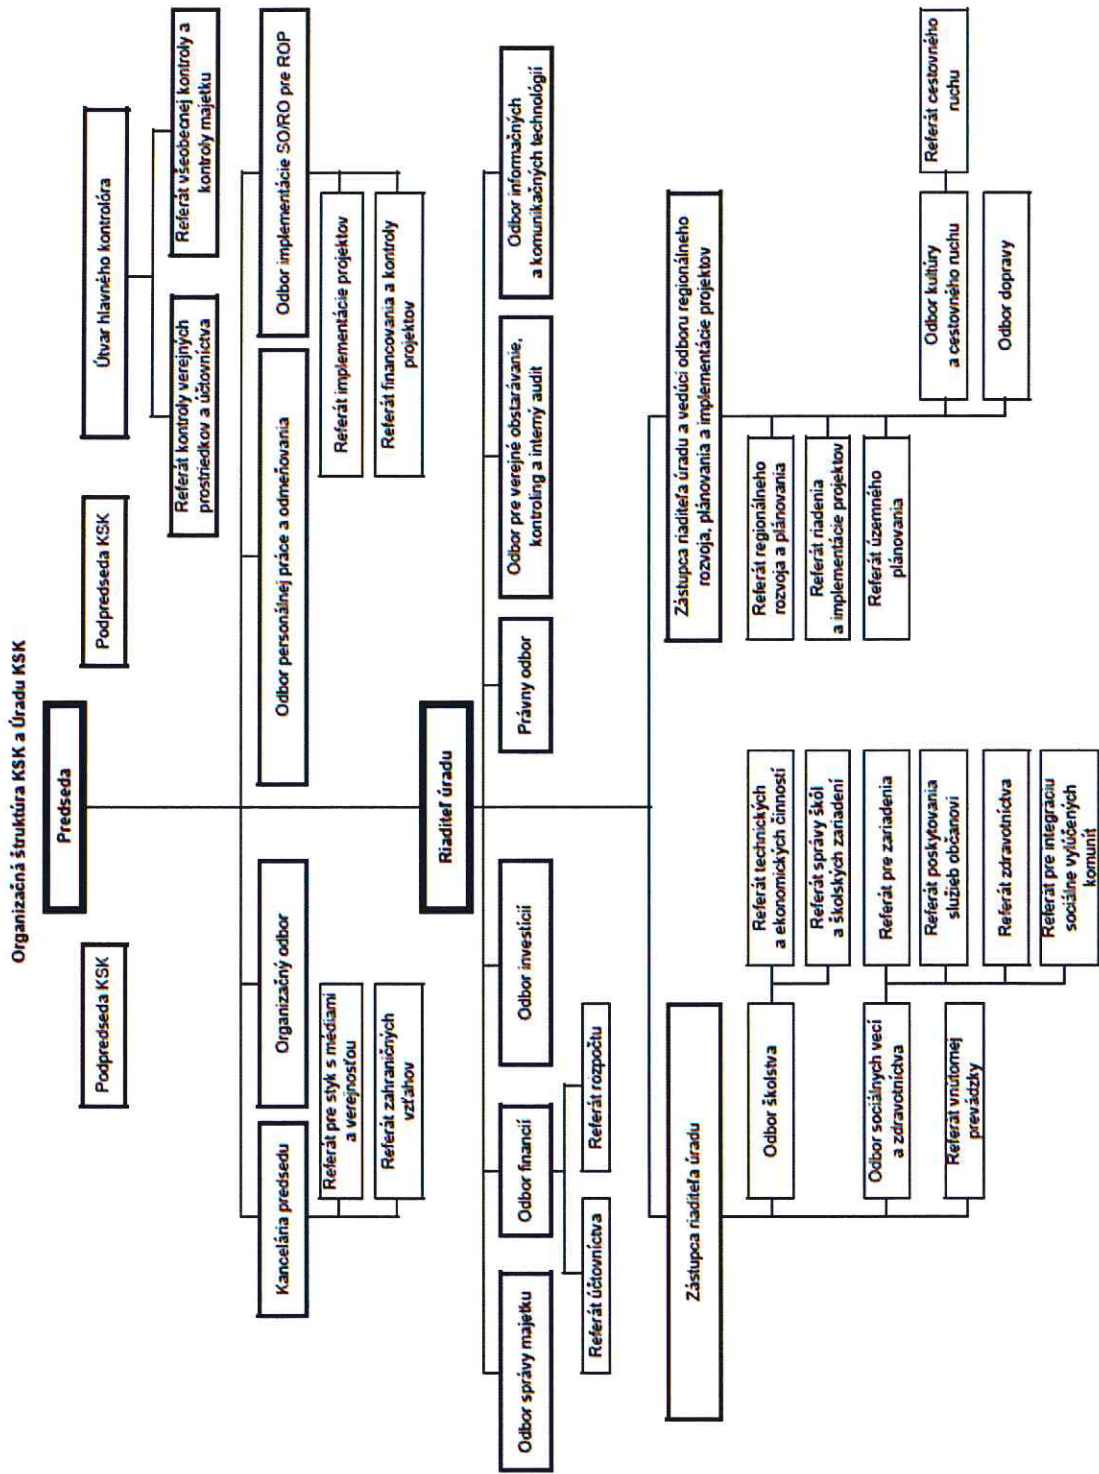 Organizačná štruktúra KSK a Úradu KSK
Predseda
Podpredseda KSK
Podpredseda KSK
Útvar hlavného kontrolóra
Referát kontroly verejných
prostriedkov a účtovníctva
Referát všeobecnej kontroly a
kontroly majetku
Kancelária predsedu
Organizačný odbor
Odbor personálnej práce a odmeňovania
Odbor implementácie SO/RO pre ROP
Referát pre styk s médiami
a verejnosťou
Referát zahraničných
vzťahov
Referát implementácie projektov
Referát financovania a kontroly
projektov
Riaditeľ úradu
Odbor správy majetku
Odbor financií
Odbor investícií
Právny odbor
Odbor pre verejné obstarávanie,
kontroling a interný audit
Odbor informačných
a komunikačných technológií
Referát účtovníctva
Referát rozpočtu
Zástupca riaditeľa úradu
Zástupca riaditeľa úradu a vedúci odboru regionálneho
rozvoja, plánovania a implementácie projektov
Odbor školstva
Referát technických
a ekonomických činností
Referát správy škôl
a školských zariadení
Odbor sociálnych vecí
a zdravotníctva
Referát pre zariadenia
Referát poskytovania
služieb občanovi
Referát zdravotníctva
Referát pre integráciu
sociálne vylúčených
komunít
Referát vnútornej
prevádzky
Referát regionálneho
rozvoja a plánovania
Referát riadenia
a implementácie projektov
Referát územného
plánovania
Odbor kultúry
a cestovného ruchu
Referát cestovného
ruchu
Odbor dopravy